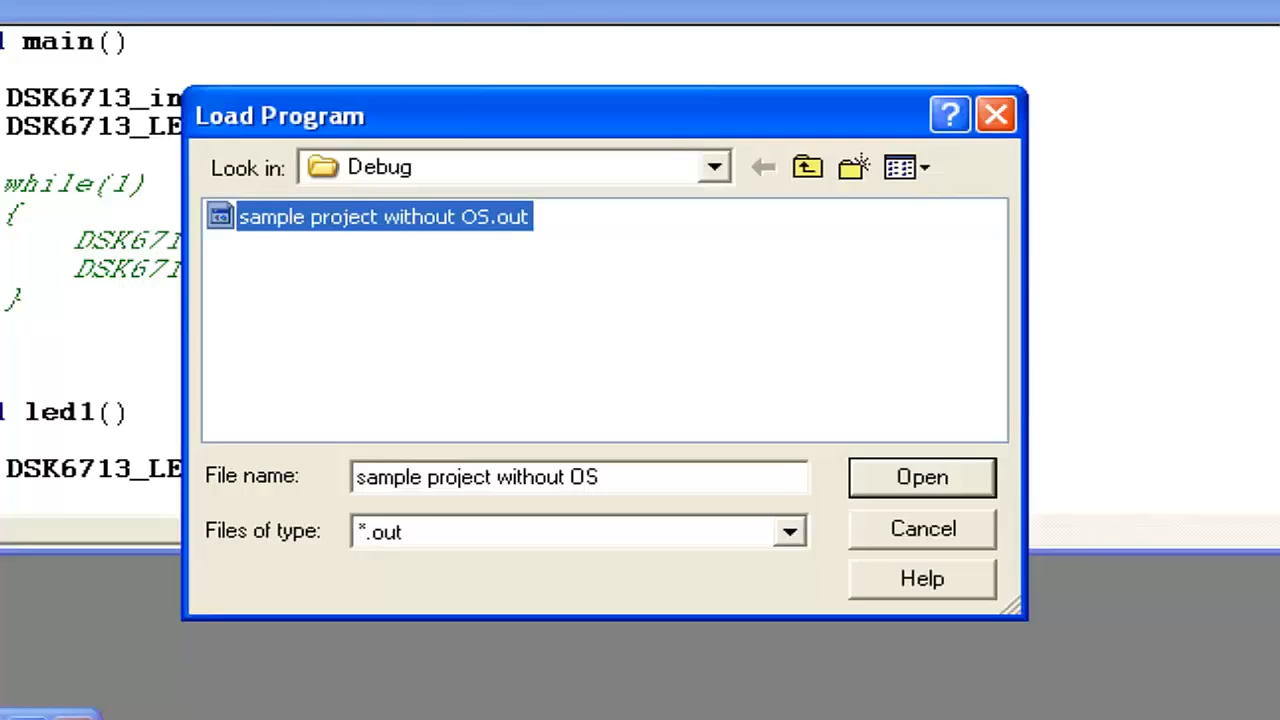 main()
DSK6713_in
DSK6713_LE
while(1)
{
DSK671
DSK671
}
led1()
DSK6713_LE
Load Program
Look in: Debug
sample project without OS.out
File name: sample project without OS
Open
Files of type: *.out
Cancel
Help